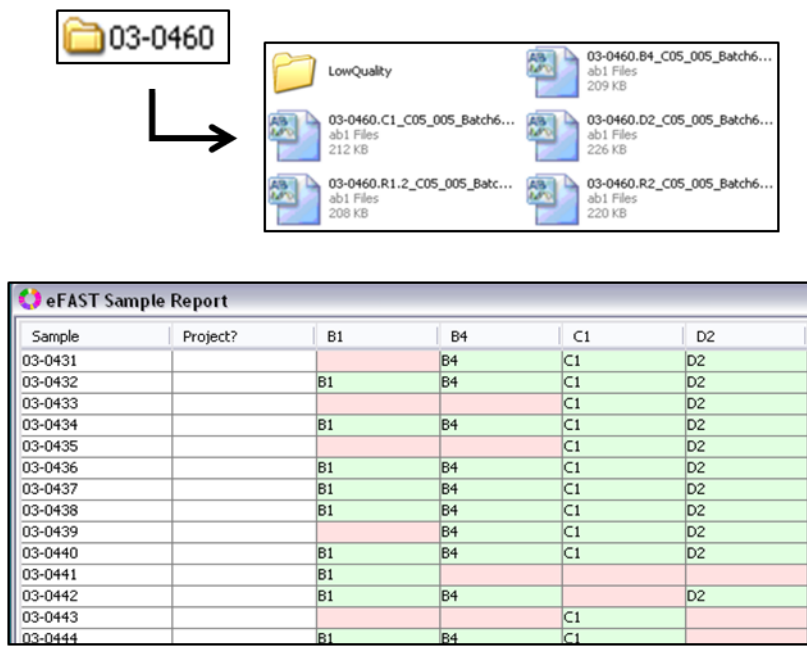 03-0460
LowQuality
03-0460.B4_C05_005_Batch6...
ab1 Files
209 KB
03-0460.C1_C05_005_Batch6...
ab1 Files
212 KB
03-0460.D2_C05_005_Batch6...
ab1 Files
226 KB
03-0460.R1.2_C05_005_Batc...
ab1 Files
208 KB
03-0460.R2_C05_005_Batch6...
ab1 Files
220 KB
eFAST Sample Report
Sample Project? B1 B4 C1 D2
03-0431 B4 C1 D2
03-0432 B1 B4 C1 D2
03-0433 C1 D2
03-0434 B1 B4 C1 D2
03-0435 C1 D2
03-0436 B1 B4 C1 D2
03-0437 B1 B4 C1 D2
03-0438 B1 B4 C1 D2
03-0439 B4 C1 D2
03-0440 B1 B4 C1 D2
03-0441 B1
03-0442 B1 B4 D2
03-0443 C1
03-0444 B1 B4 C1